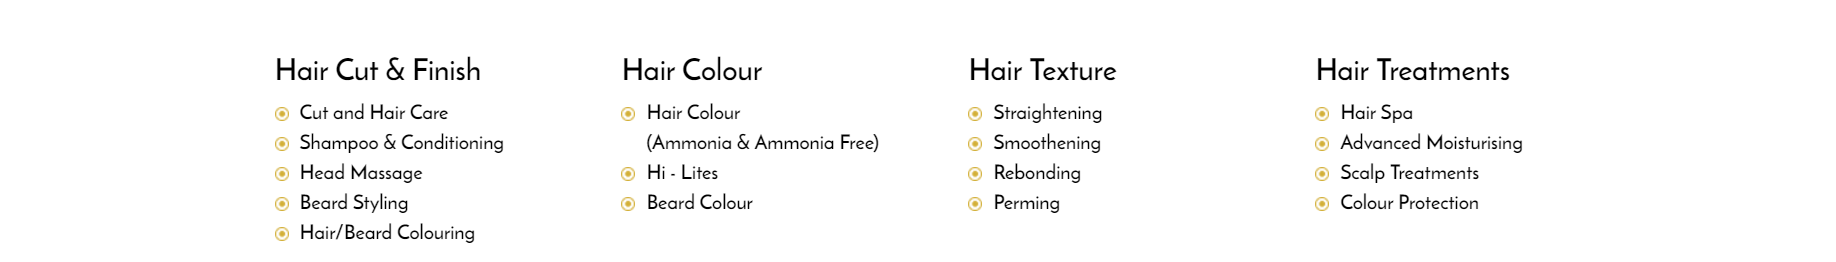 Hair Cut & Finish
Cut and Hair Care
Shampoo & Conditioning
Head Massage
Beard Styling
Hair/Beard Colouring
Hair Colour
Hair Colour
(Ammonia & Ammonia Free)
Hi - Lites
Beard Colour
Hair Texture
Straightening
Smoothening
Rebonding
Perming
Hair Treatments
Hair Spa
Advanced Moisturising
Scalp Treatments
Colour Protection